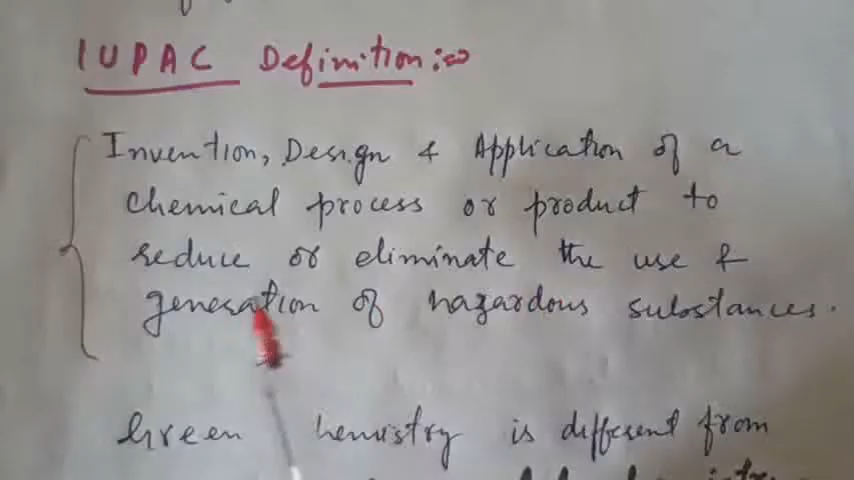 IUPAC Definition:⇒
Invention, Design & Application of a
Chemical process or product to
reduce or eliminate the use &
generation of hazardous substances.
Green hemistry is different from